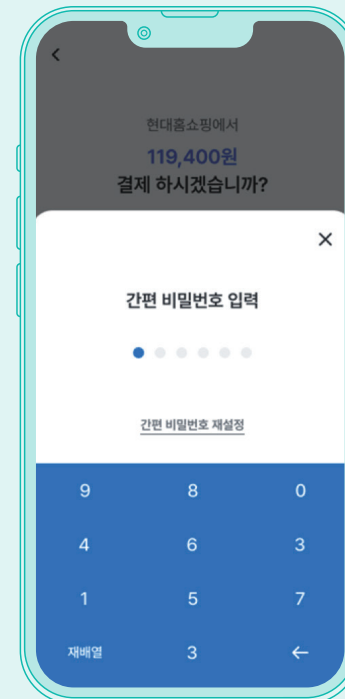 현대홈쇼핑에서
119,400원
결제 하시겠습니까?
간편 비밀번호 입력
간편 비밀번호 재설정
9 8 0
4 6 3
1 5 7
재배열 3